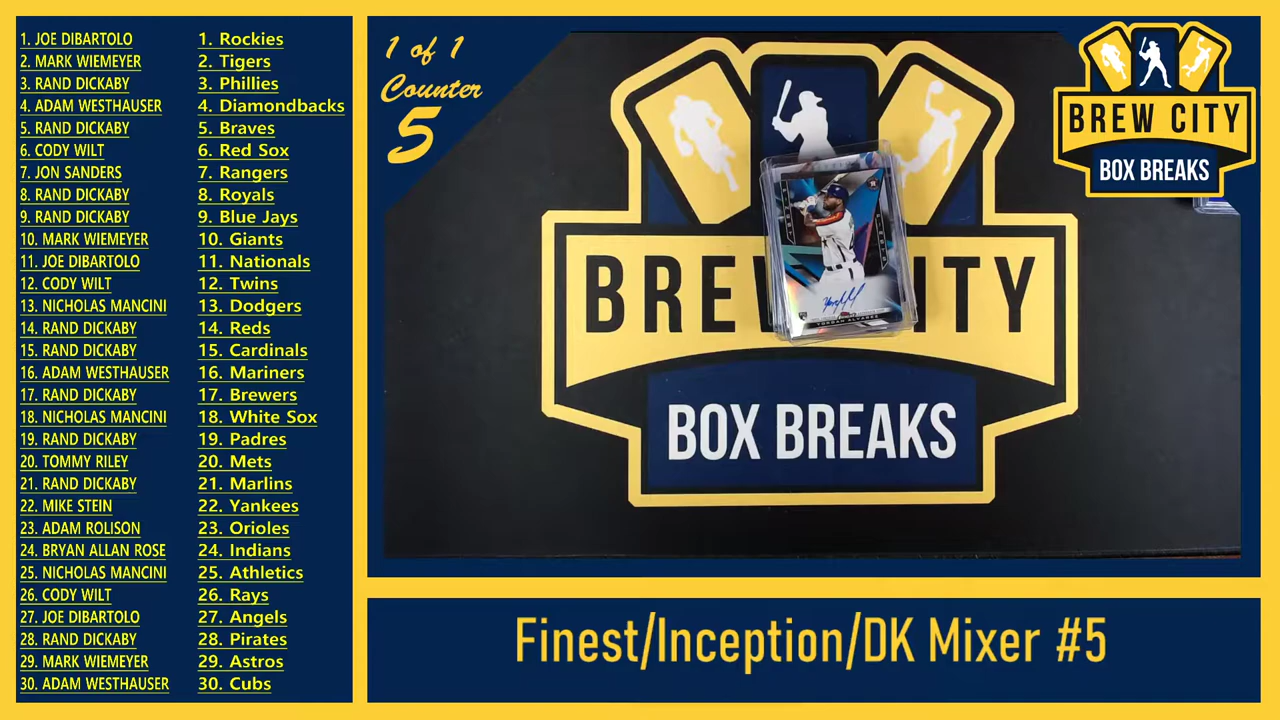 1. JOE DIBARTOLO 1. Rockies
2. MARK WIEMEYER 2. Tigers
3. RAND DICKABY 3. Phillies
4. ADAM WESTHAUSER 4. Diamondbacks
5. RAND DICKABY 5. Braves
6. CODY WILT 6. Red Sox
7. JON SANDERS 7. Rangers
8. RAND DICKABY 8. Royals
9. RAND DICKABY 9. Blue Jays
10. MARK WIEMEYER 10. Giants
11. JOE DIBARTOLO 11. Nationals
12. CODY WILT 12. Twins
13. NICHOLAS MANCINI 13. Dodgers
14. RAND DICKABY 14. Reds
15. RAND DICKABY 15. Cardinals
16. ADAM WESTHAUSER 16. Mariners
17. RAND DICKABY 17. Brewers
18. NICHOLAS MANCINI 18. White Sox
19. RAND DICKABY 19. Padres
20. TOMMY RILEY 20. Mets
21. RAND DICKABY 21. Marlins
22. MIKE STEIN 22. Yankees
23. ADAM ROLISON 23. Orioles
24. BRYAN ALLAN ROSE 24. Indians
25. NICHOLAS MANCINI 25. Athletics
26. CODY WILT 26. Rays
27. JOE DIBARTOLO 27. Angels
28. RAND DICKABY 28. Pirates
29. MARK WIEMEYER 29. Astros
30. ADAM WESTHAUSER 30. Cubs
1 of 1
Counter
5
BREW CITY
BOX BREAKS
BREW CITY
BOX BREAKS
YORDAN ALVAREZ
Finest/Inception/DK Mixer #5